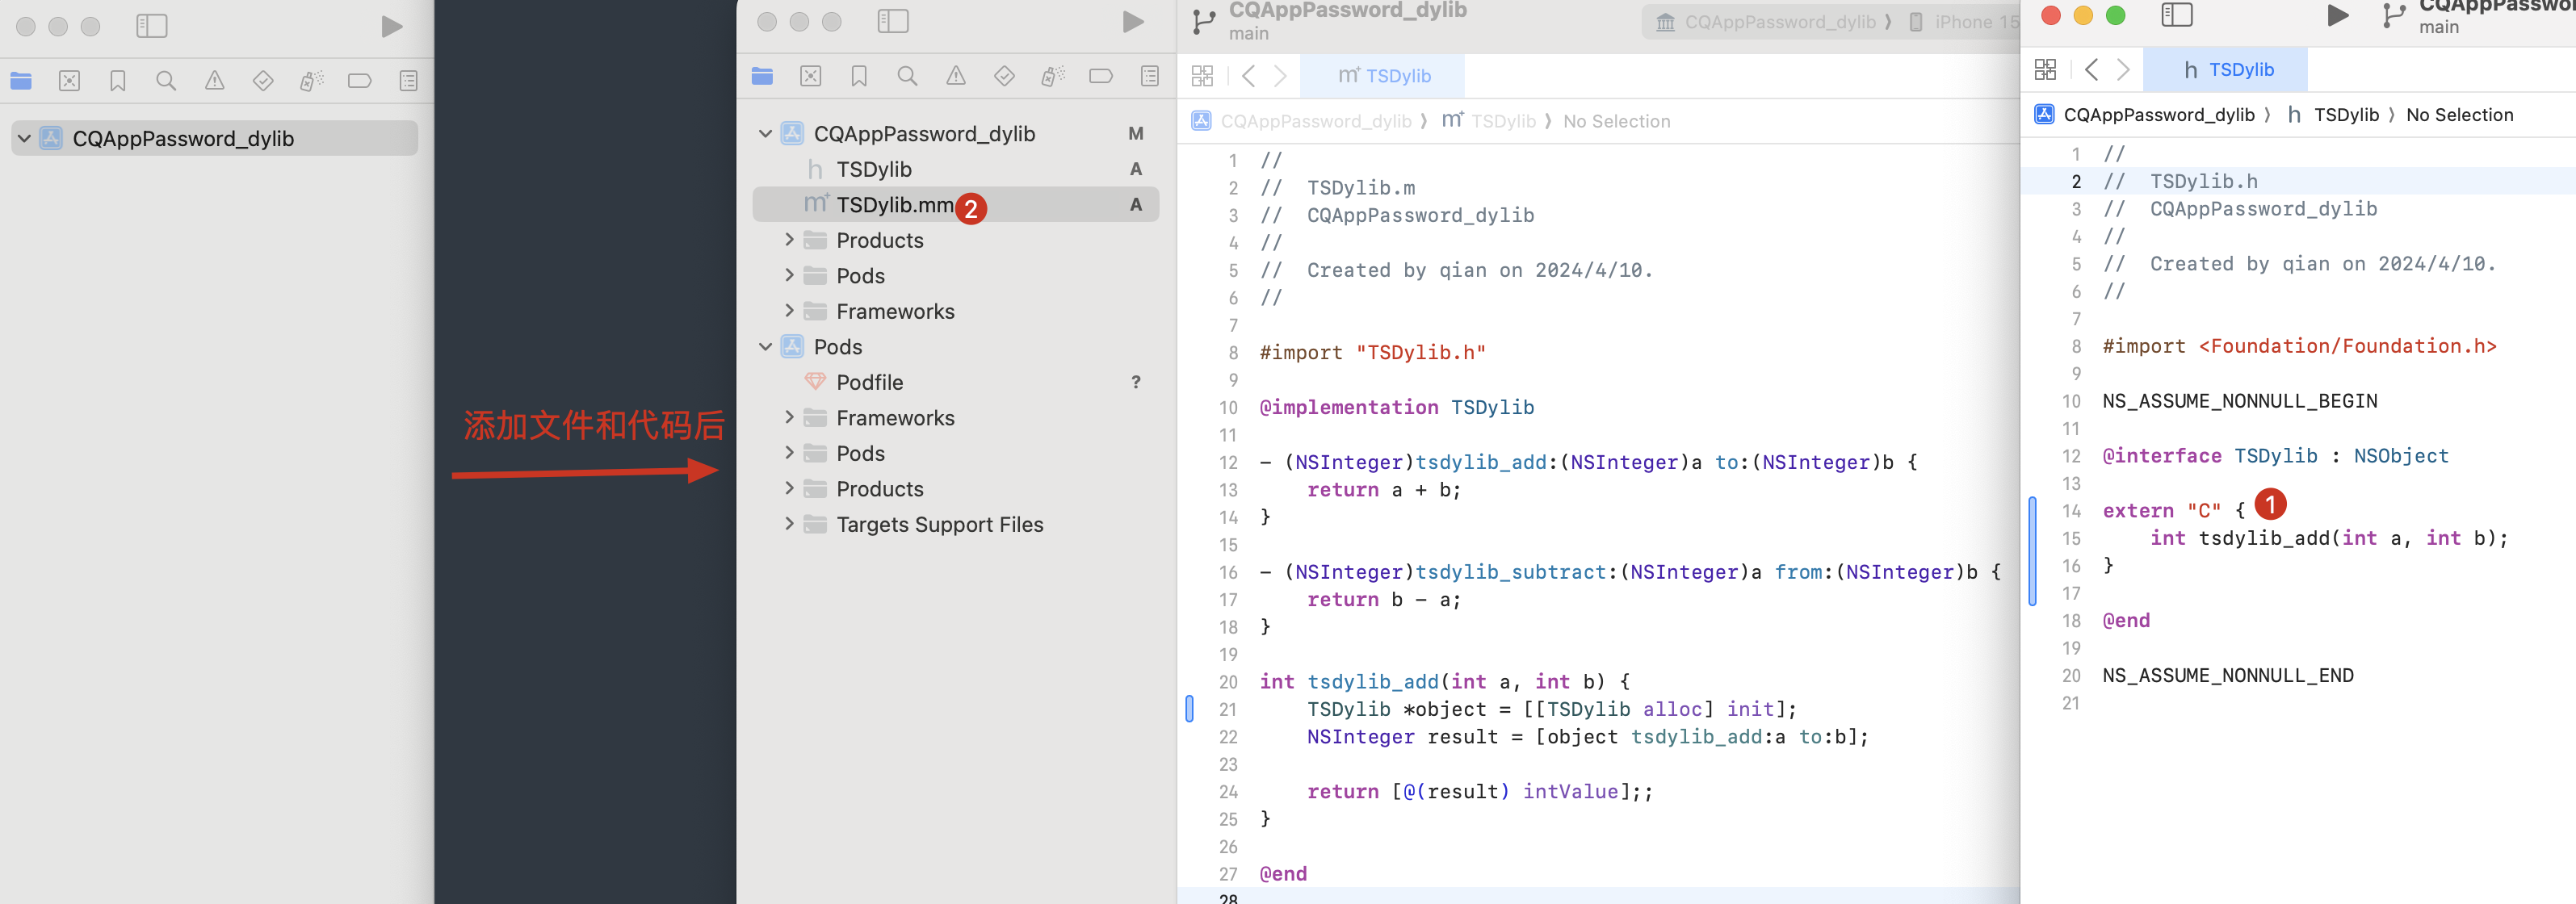 CQAppPassword_dylib
添加文件和代码后
CQAppPassword_dylib M
TSDylib A
TSDylib.mm 2 A
Products
Pods
Frameworks
Pods
Podfile ?
Frameworks
Pods
Products
Targets Support Files
CQAppPassword_dylib
main
CQAppPassword_dylib 〉 iPhone 15
TSDylib
CQAppPassword_dylib 〉 TSDylib 〉 No Selection
1 //
2 //  TSDylib.m
3 //  CQAppPassword_dylib
4 //
5 //  Created by qian on 2024/4/10.
6 //
7
8 #import "TSDylib.h"
9
10 @implementation TSDylib
11
12 - (NSInteger)tsdylib_add:(NSInteger)a to:(NSInteger)b {
13     return a + b;
14 }
15
16 - (NSInteger)tsdylib_subtract:(NSInteger)a from:(NSInteger)b {
17     return b - a;
18 }
19
20 int tsdylib_add(int a, int b) {
21     TSDylib *object = [[TSDylib alloc] init];
22     NSInteger result = [object tsdylib_add:a to:b];
23
24     return [@(result) intValue];;
25 }
26
27 @end
28
main
h TSDylib
CQAppPassword_dylib 〉 h TSDylib 〉 No Selection
1 //
2 //  TSDylib.h
3 //  CQAppPassword_dylib
4 //
5 //  Created by qian on 2024/4/10.
6 //
7
8 #import <Foundation/Foundation.h>
9
10 NS_ASSUME_NONNULL_BEGIN
11
12 @interface TSDylib : NSObject
13
14 extern "C" { 1
15     int tsdylib_add(int a, int b);
16 }
17
18 @end
19
20 NS_ASSUME_NONNULL_END
21